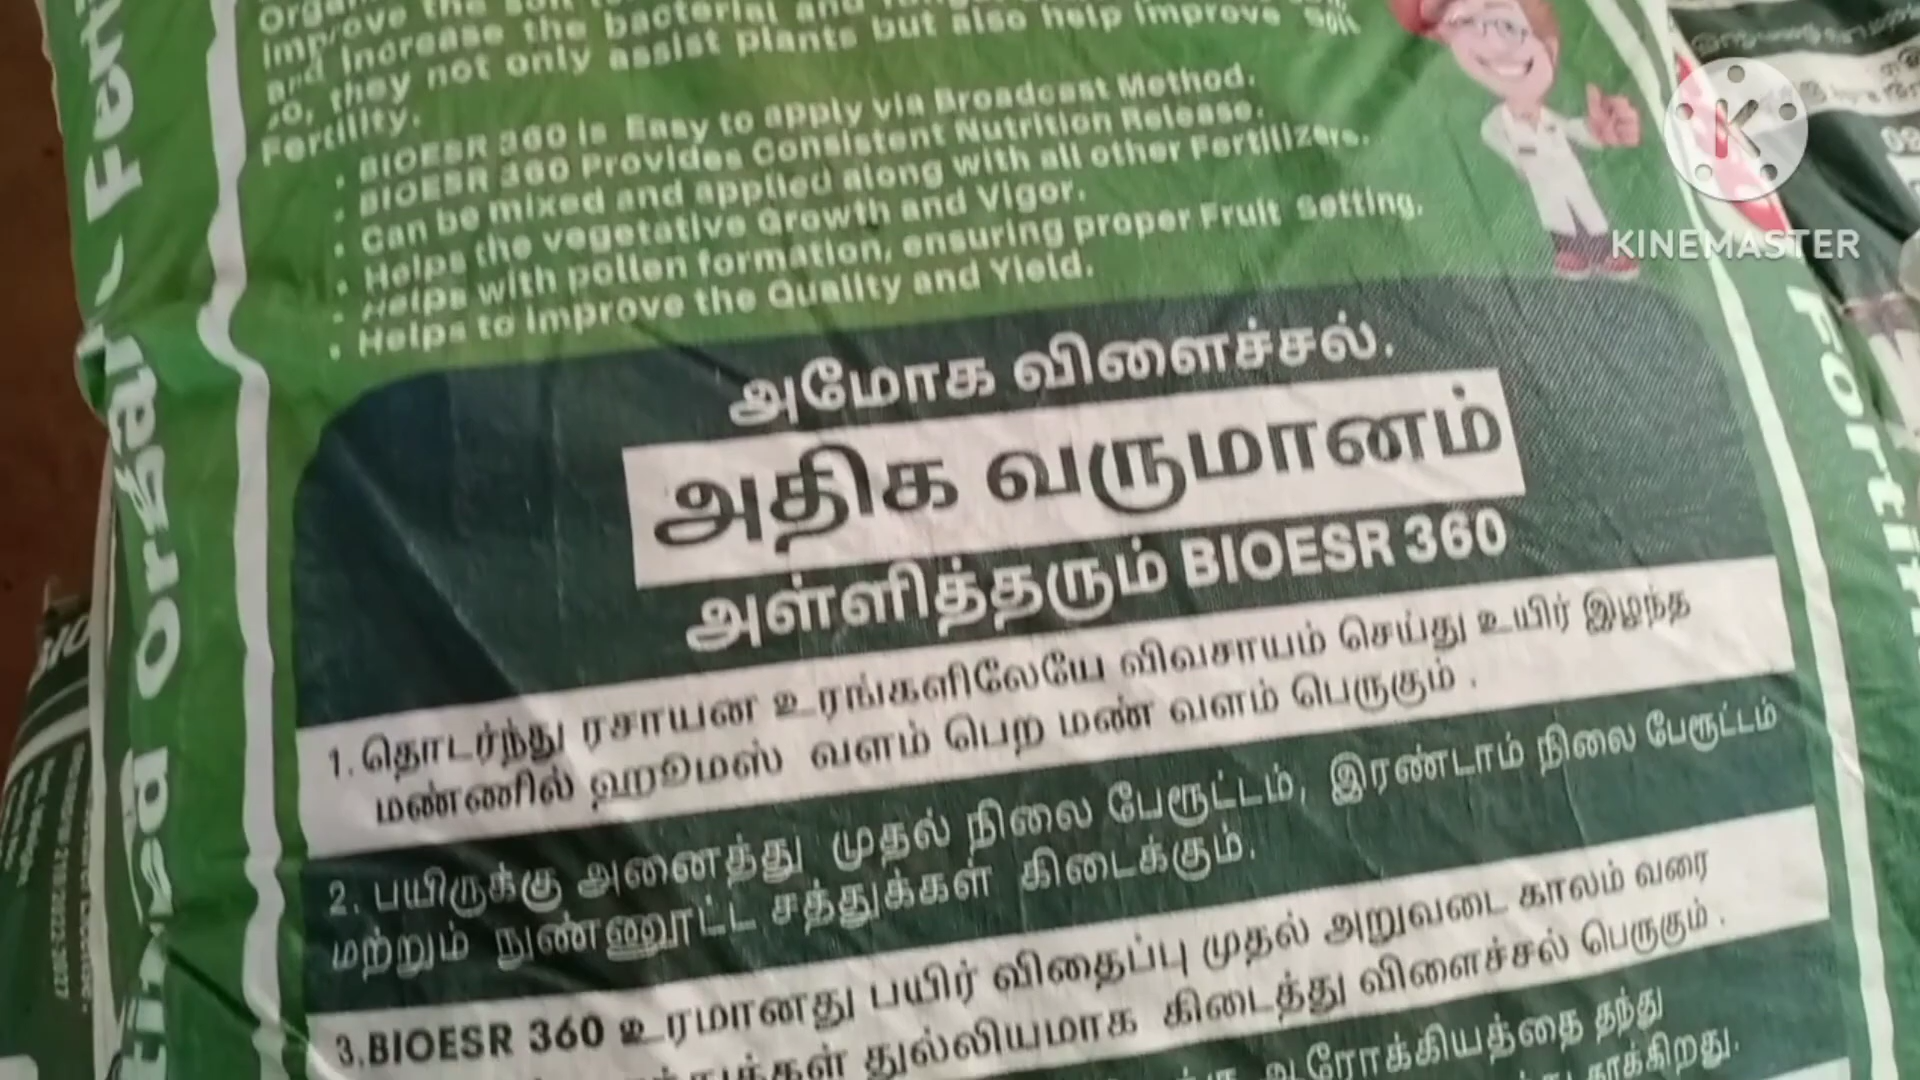 Improve the
and increase the bacterial and
so, they not only assist plants but also help improve Soil
Fertility.
• BIOESR 360 is Easy to apply via Broadcast Method.
• BIOESR 360 Provides Consistent Nutrition Release.
• Can be mixed and applied along with all other Fertilizers.
• Helps the vegetative Growth and Vigor.
• Helps with pollen formation, ensuring proper Fruit Setting.
• Helps to improve the Quality and Yield.
KINEMASTER
அமோக விளைச்சல்.
அதிக வருமானம்
அள்ளித்தரும் BIOESR 360
1. தொடர்ந்து ரசாயன உரங்களிலேயே விவசாயம் செய்து உயிர் இழந்த
மண்ணில் ஹூமஸ் வளம் பெற மண் வளம் பெருகும் .
2. பயிருக்கு அனைத்து முதல் நிலை பேரூட்டம், இரண்டாம் நிலை பேரூட்டம்
மற்றும் நுண்ணூட்ட சத்துக்கள் கிடைக்கும்.
3.BIOESR 360 உரமானது பயிர் விதைப்பு முதல் அறுவடை காலம் வரை
துல்லியமாக கிடைத்து விளைச்சல் பெருகும் .
ஆரோக்கியத்தை தந்து